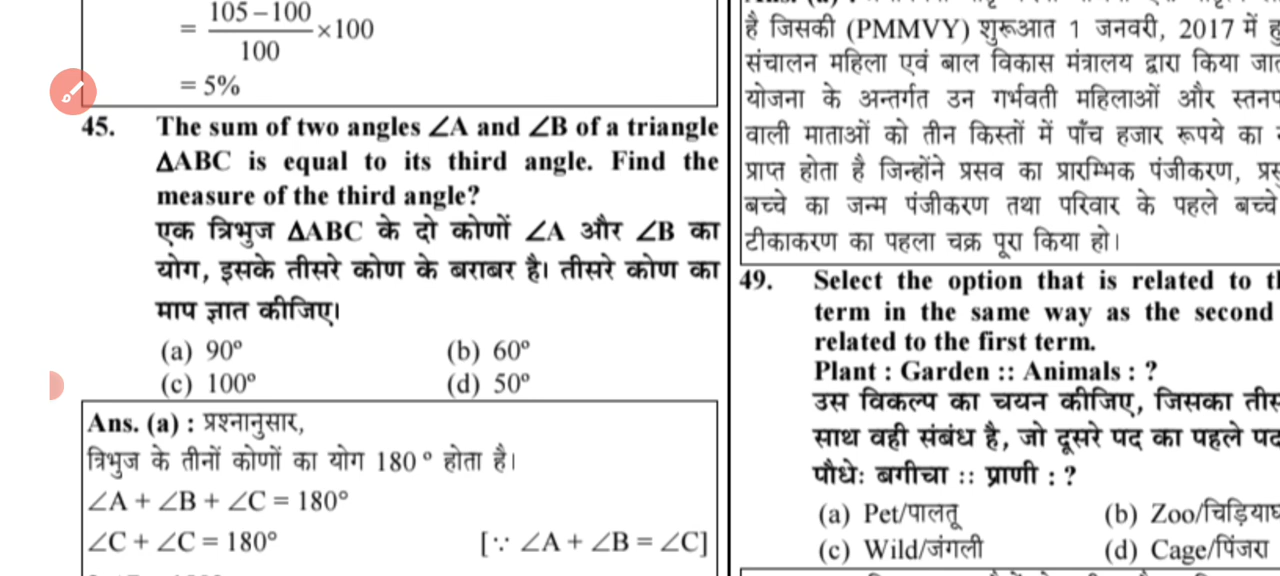 = 105 – 100 / 100 ×100
= 5%
45. The sum of two angles ∠A and ∠B of a triangle
ΔABC is equal to its third angle. Find the
measure of the third angle?
एक त्रिभुज ΔABC के दो कोणों ∠A और ∠B का
योग, इसके तीसरे कोण के बराबर है। तीसरे कोण का
माप ज्ञात कीजिए।
(a) 90° (b) 60°
(c) 100° (d) 50°
Ans. (a) : प्रश्नानुसार,
त्रिभुज के तीनों कोणों का योग 180 ° होता है।
∠A + ∠B + ∠C = 180°
∠C + ∠C = 180° [∵ ∠A + ∠B = ∠C]
है जिसकी (PMMVY) शुरूआत 1 जनवरी, 2017 में
संचालन महिला एवं बाल विकास मंत्रालय द्वारा किया
योजना के अन्तर्गत उन गर्भवती महिलाओं और
वाली माताओं को तीन किस्तों में पाँच हजार रूपये का
प्राप्त होता है जिन्होंने प्रसव का प्रारम्भिक पंजीकरण,
बच्चे का जन्म पंजीकरण तथा परिवार के पहले बच्चे
टीकाकरण का पहला चक्र पूरा किया हो।
49. Select the option that is related to
term in the same way as the second
related to the first term.
Plant : Garden :: Animals : ?
उस विकल्प का चयन कीजिए, जिसका
साथ वही संबंध है, जो दूसरे पद का पहले
पौधेः बगीचा :: प्राणी : ?
(a) Pet/पालतू (b) Zoo/
(c) Wild/जंगली (d) Cage/पिंजरा